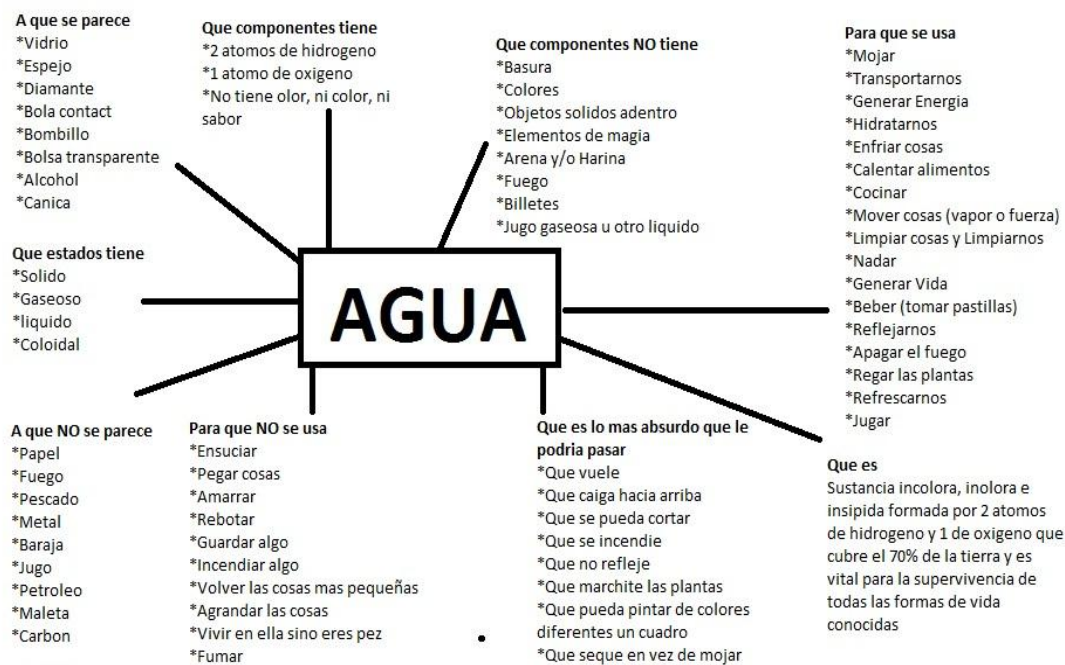 A que se parece
*Vidrio
*Espejo
*Diamante
*Bola contact
*Bombillo
*Bolsa transparente
*Alcohol
*Canica
Que componentes tiene
*2 atomos de hidrogeno
*1 atomo de oxigeno
*No tiene olor, ni color, ni
sabor
Que componentes NO tiene
*Basura
*Colores
*Objetos solidos adentro
*Elementos de magia
*Arena y/o Harina
*Fuego
*Billetes
*Jugo gaseosa u otro liquido
Para que se usa
*Mojar
*Transportarnos
*Generar Energia
*Hidratarnos
*Enfriar cosas
*Calentar alimentos
*Cocinar
*Mover cosas (vapor o fuerza)
*Limpiar cosas y Limpiarnos
*Nadar
*Generar Vida
*Beber (tomar pastillas)
*Reflejarnos
*Apagar el fuego
*Regar las plantas
*Refrescarnos
*Jugar
Que estados tiene
*Solido
*Gaseoso
*liquido
*Coloidal
AGUA
A que NO se parece
*Papel
*Fuego
*Pescado
*Metal
*Baraja
*Jugo
*Petroleo
*Maleta
*Carbon
Para que NO se usa
*Ensuciar
*Pegar cosas
*Amarrar
*Rebotar
*Guardar algo
*Incendiar algo
*Volver las cosas mas pequeñas
*Agrandar las cosas
*Vivir en ella sino eres pez
*Fumar
Que es lo mas absurdo que le
podria pasar
*Que vuele
*Que caiga hacia arriba
*Que se pueda cortar
*Que se incendie
*Que no refleje
*Que marchite las plantas
*Que pueda pintar de colores
diferentes un cuadro
*Que seque en vez de mojar
Que es
Sustancia incolora, inolora e
insipida formada por 2 atomos
de hidrogeno y 1 de oxigeno que
cubre el 70% de la tierra y es
vital para la supervivencia de
todas las formas de vida
conocidas